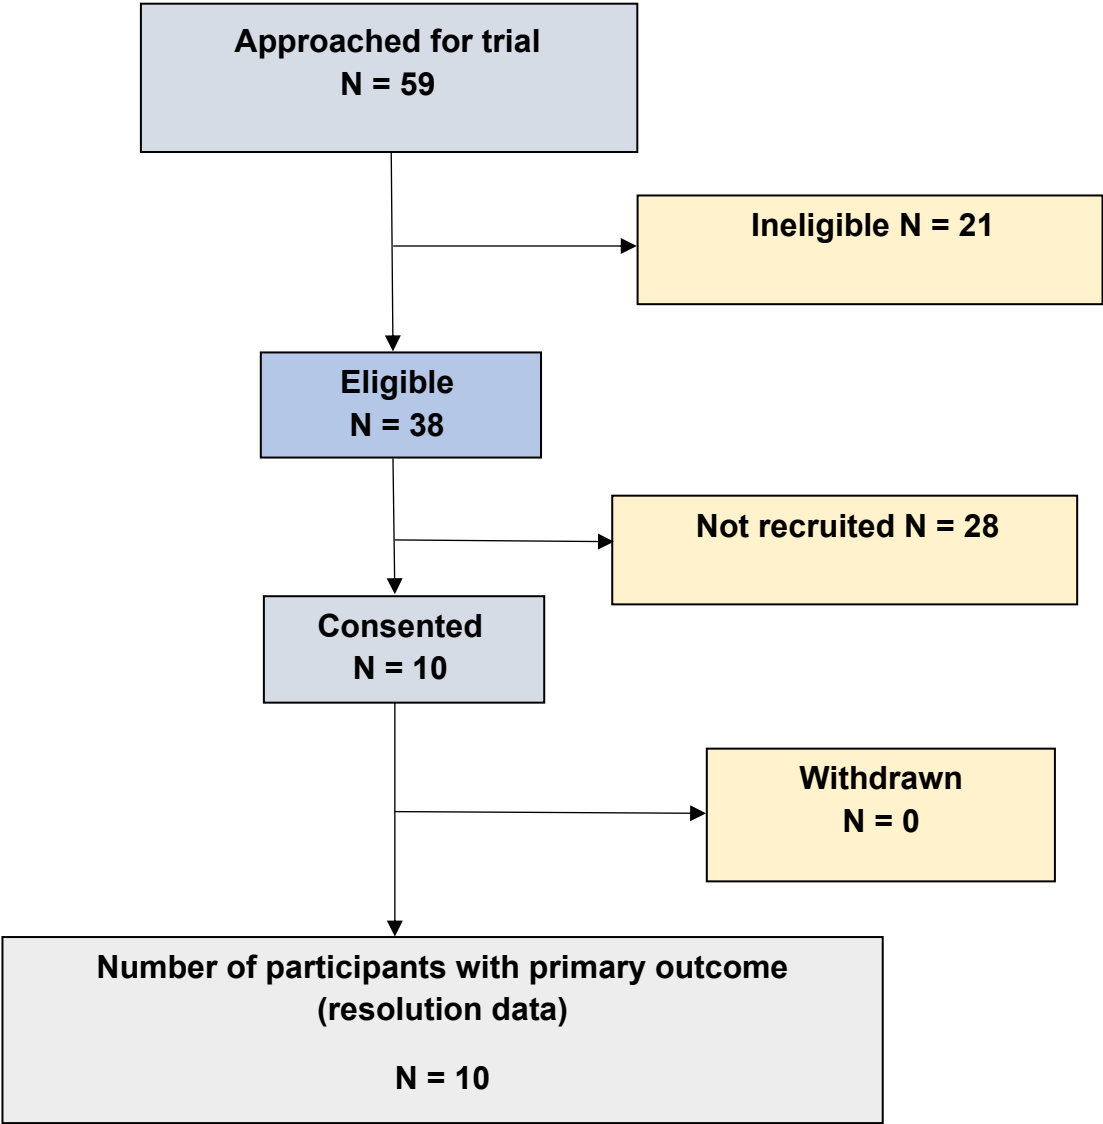 Approached for trial
N = 59
Ineligible N = 21
Eligible
N = 38
Not recruited N = 28
Consented
N = 10
Withdrawn
N = 0
Number of participants with primary outcome
(resolution data)
N = 10